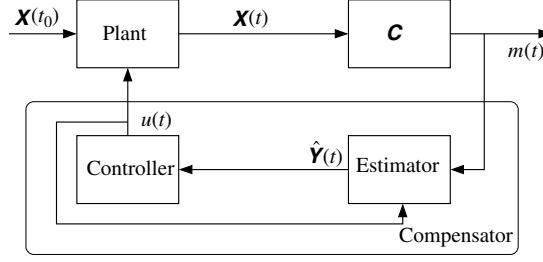 X(t₀)
Plant
X(t)
C
m(t)
u(t)
Controller
Ŷ(t)
Estimator
Compensator